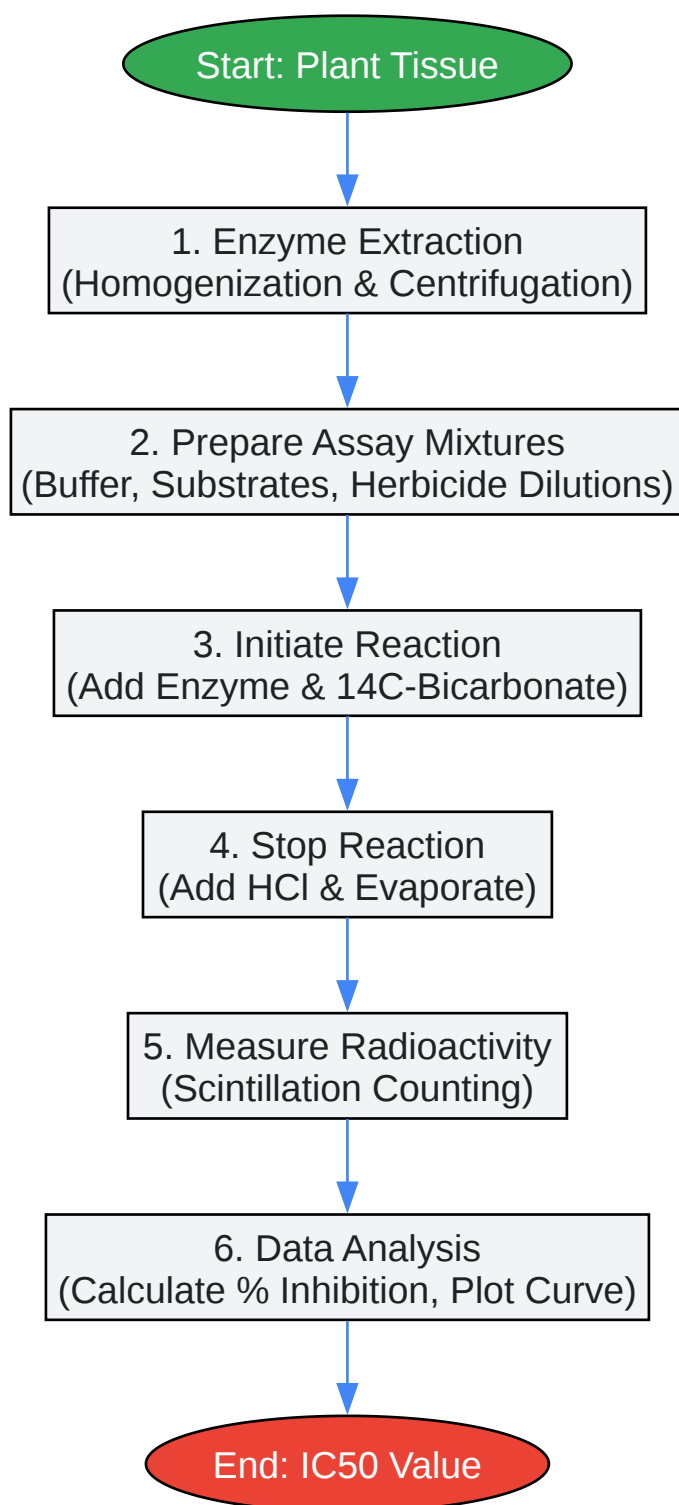 Start: Plant Tissue
1. Enzyme Extraction
(Homogenization & Centrifugation)
2. Prepare Assay Mixtures
(Buffer, Substrates, Herbicide Dilutions)
3. Initiate Reaction
(Add Enzyme & 14C-Bicarbonate)
4. Stop Reaction
(Add HCl & Evaporate)
5. Measure Radioactivity
(Scintillation Counting)
6. Data Analysis
(Calculate % Inhibition, Plot Curve)
End: IC50 Value